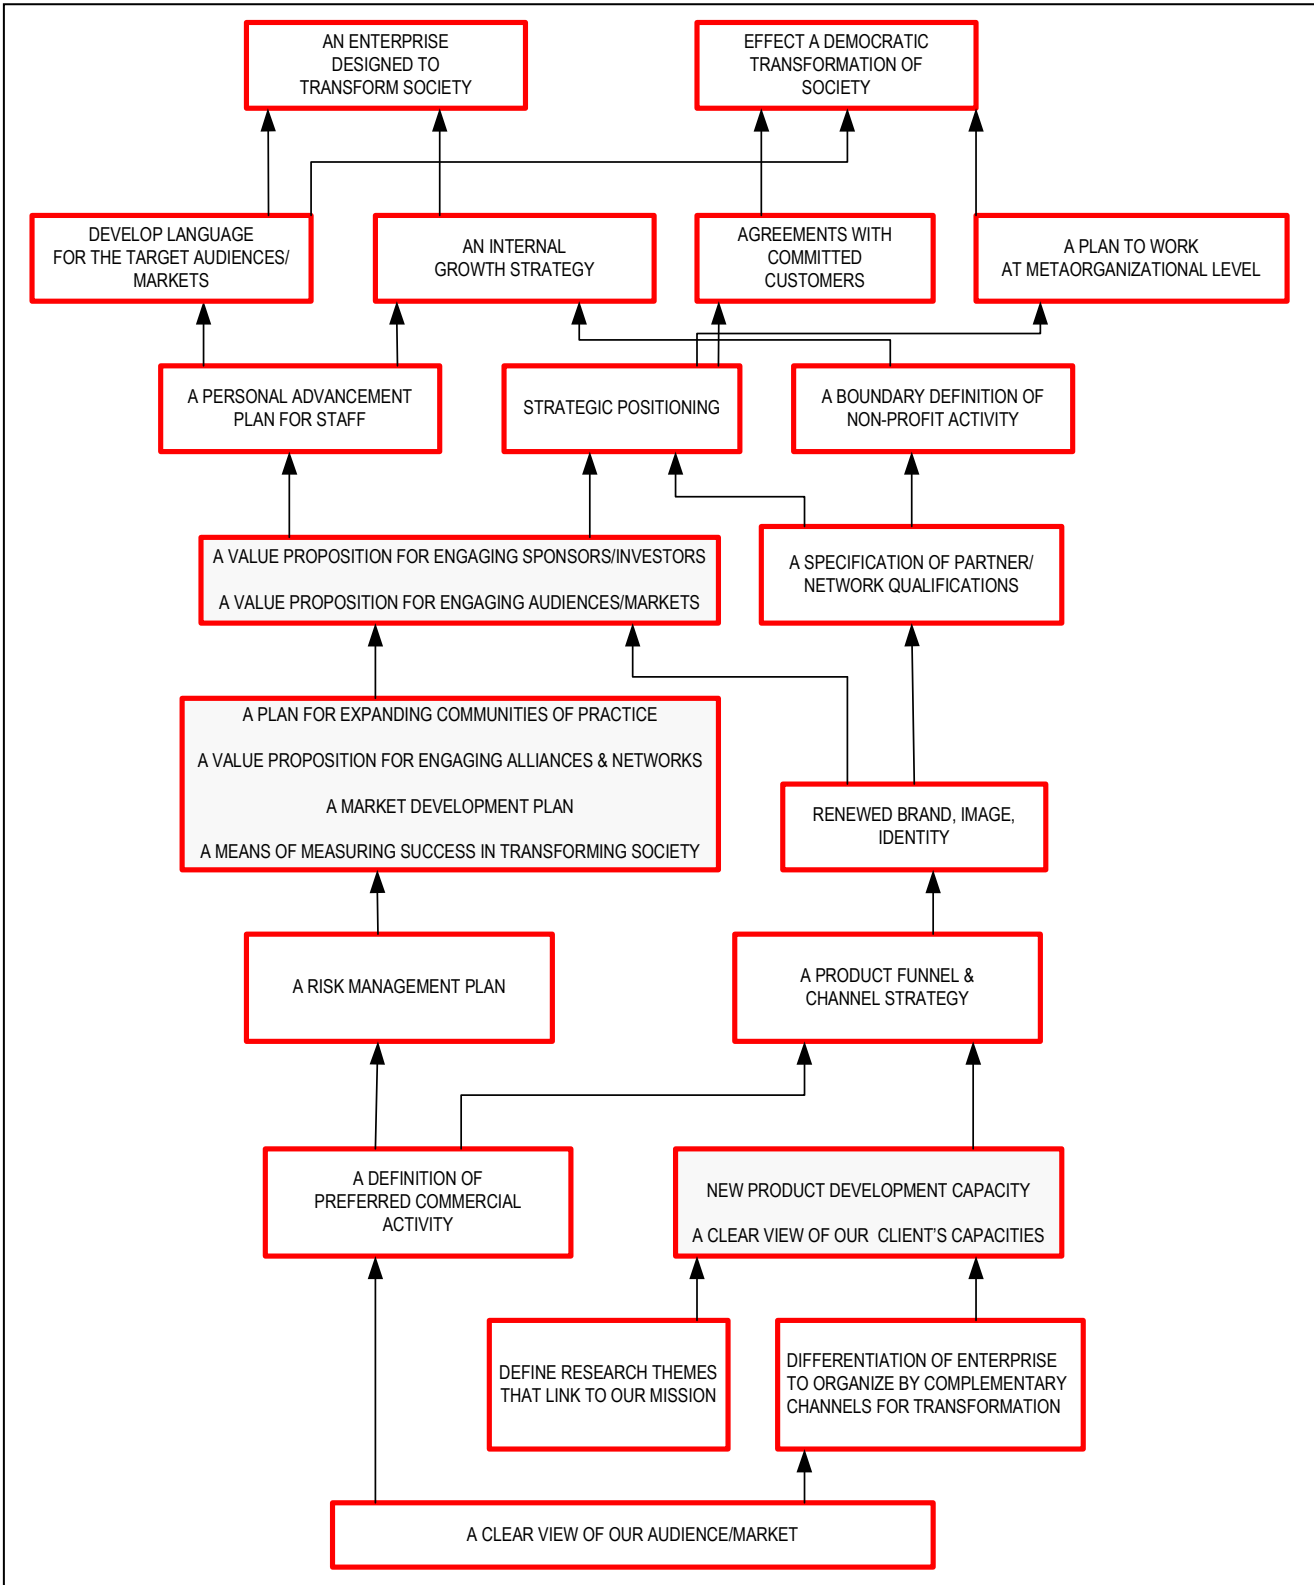 AN ENTERPRISE
DESIGNED TO
TRANSFORM SOCIETY
EFFECT A DEMOCRATIC
TRANSFORMATION OF
SOCIETY
DEVELOP LANGUAGE
FOR THE TARGET AUDIENCES/
MARKETS
AN INTERNAL
GROWTH STRATEGY
AGREEMENTS WITH
COMMITTED
CUSTOMERS
A PLAN TO WORK
AT METAORGANIZATIONAL LEVEL
A PERSONAL ADVANCEMENT
PLAN FOR STAFF
STRATEGIC POSITIONING
A BOUNDARY DEFINITION OF
NON-PROFIT ACTIVITY
A VALUE PROPOSITION FOR ENGAGING SPONSORS/INVESTORS
A VALUE PROPOSITION FOR ENGAGING AUDIENCES/MARKETS
A SPECIFICATION OF PARTNER/
NETWORK QUALIFICATIONS
A PLAN FOR EXPANDING COMMUNITIES OF PRACTICE
A VALUE PROPOSITION FOR ENGAGING ALLIANCES & NETWORKS
A MARKET DEVELOPMENT PLAN
A MEANS OF MEASURING SUCCESS IN TRANSFORMING SOCIETY
RENEWED BRAND, IMAGE,
IDENTITY
A RISK MANAGEMENT PLAN
A PRODUCT FUNNEL &
CHANNEL STRATEGY
A DEFINITION OF
PREFERRED COMMERCIAL
ACTIVITY
NEW PRODUCT DEVELOPMENT CAPACITY
A CLEAR VIEW OF OUR CLIENT'S CAPACITIES
DEFINE RESEARCH THEMES
THAT LINK TO OUR MISSION
DIFFERENTIATION OF ENTERPRISE
TO ORGANIZE BY COMPLEMENTARY
CHANNELS FOR TRANSFORMATION
A CLEAR VIEW OF OUR AUDIENCE/MARKET